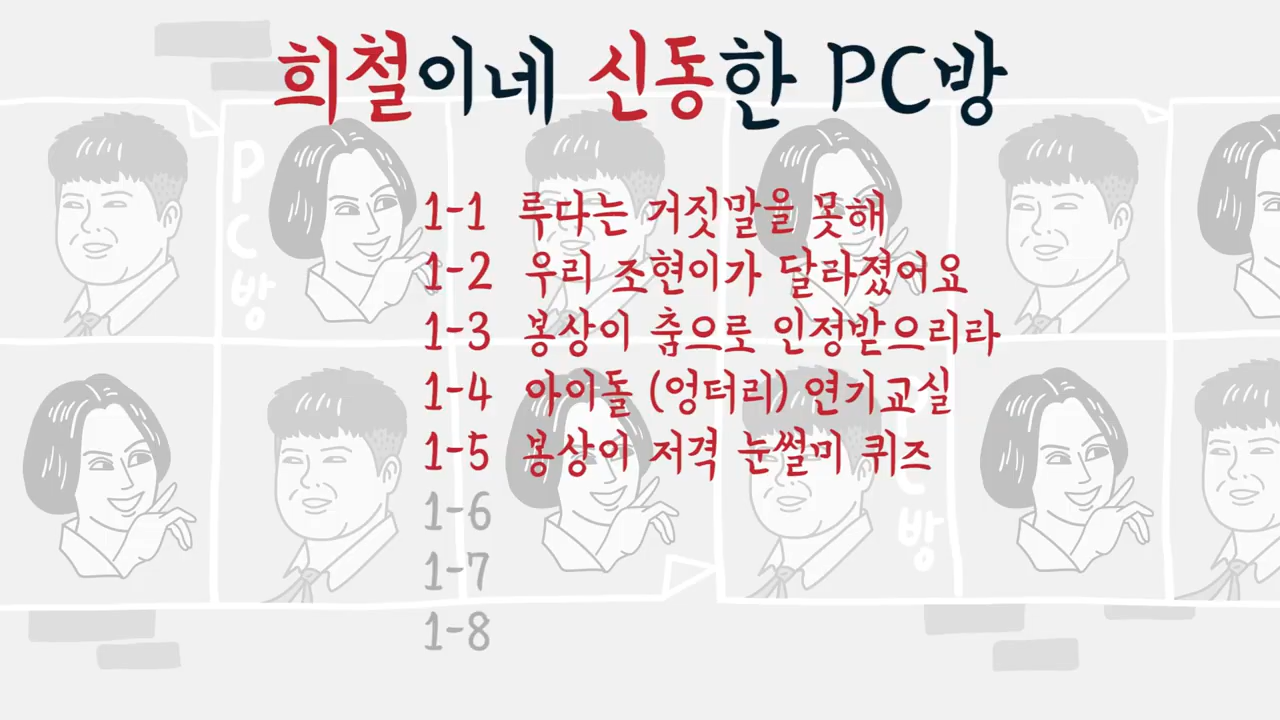 희철이네 신동한 PC방
1-1 루다는 거짓말을 못해
1-2 우리 조현이가 달라졌어요
1-3 봉상이 춤으로 인정받으리라
1-4 아이돌 (엉터리) 연기교실
1-5 봉상이 저격 눈썰미 퀴즈
1-6
1-7
1-8
PC방
방